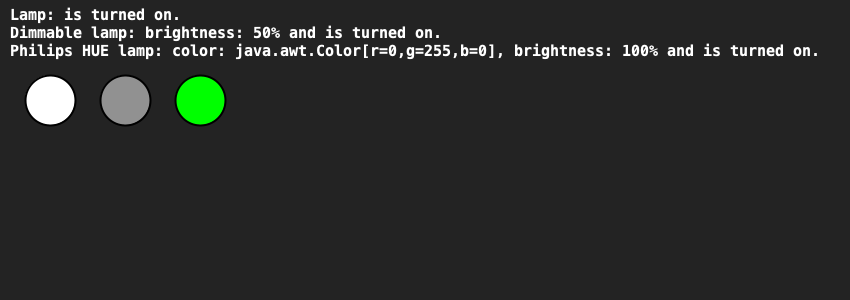 Lamp: is turned on.
Dimmable lamp: brightness: 50% and is turned on.
Philips HUE lamp: color: java.awt.Color[r=0,g=255,b=0], brightness: 100% and is turned on.